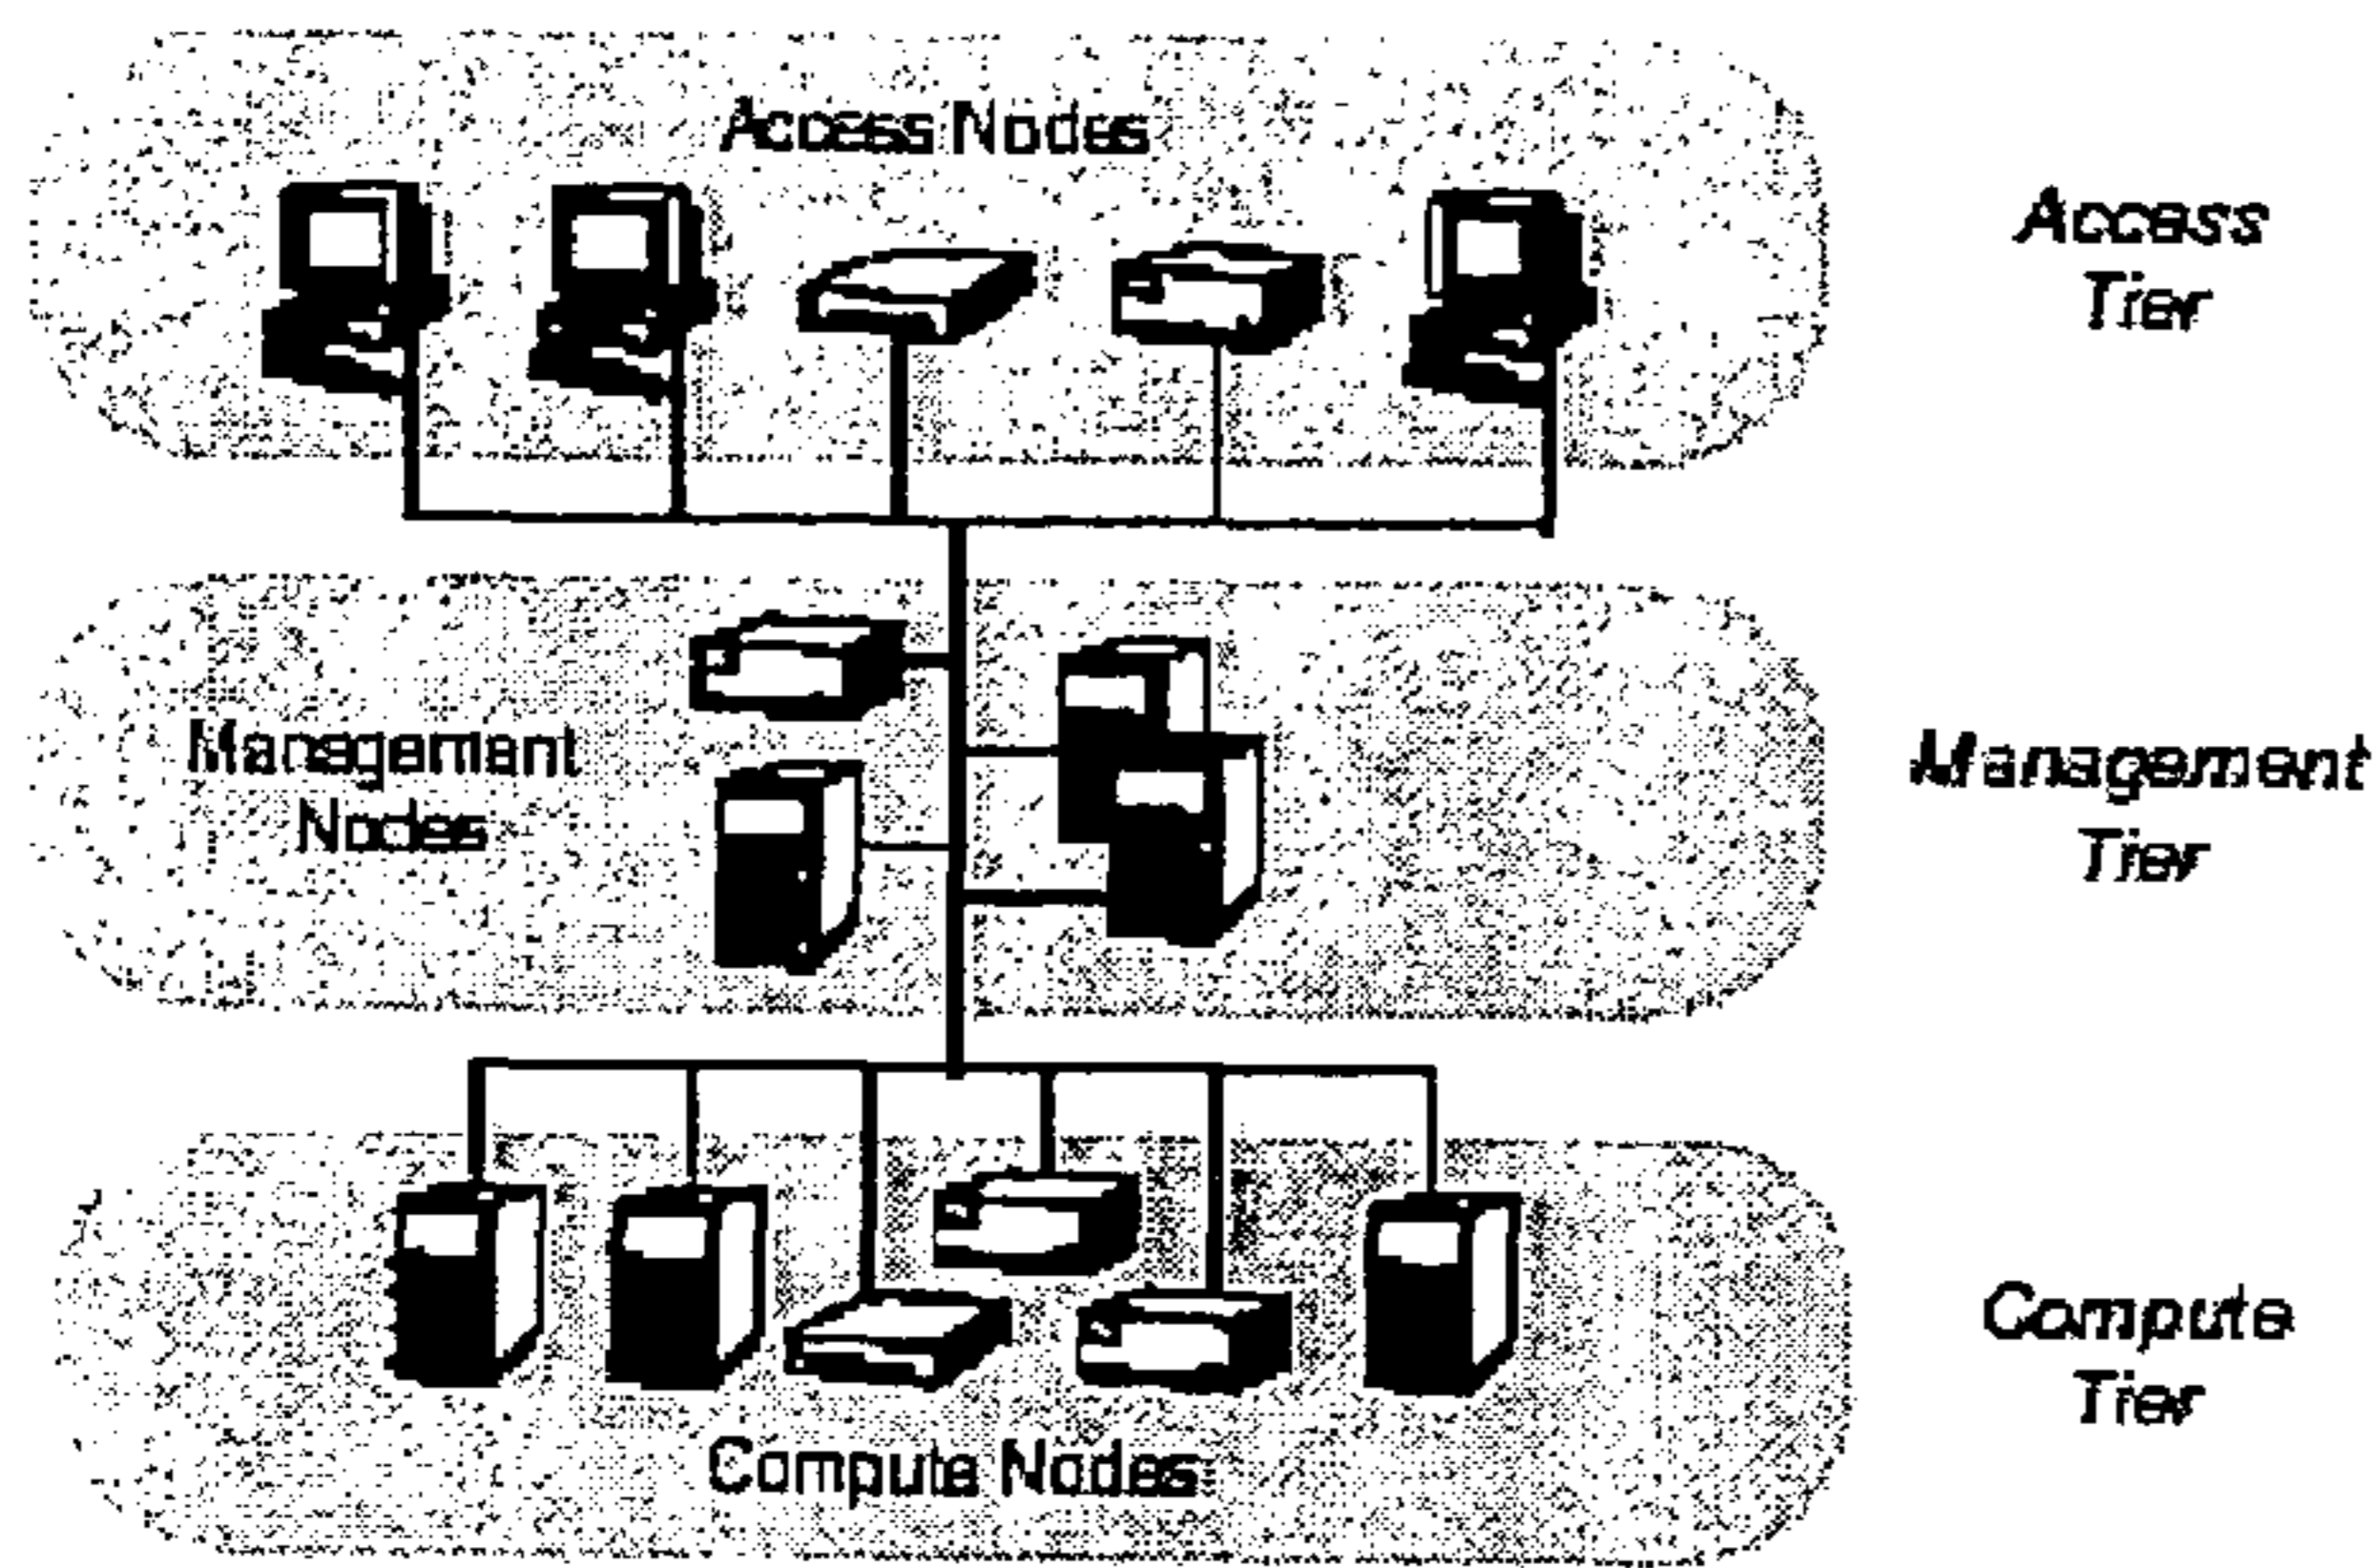 Access Nodes
Access
Tier
Management
Nodes
Management
Tier
Compute
Tier
Compute Nodes